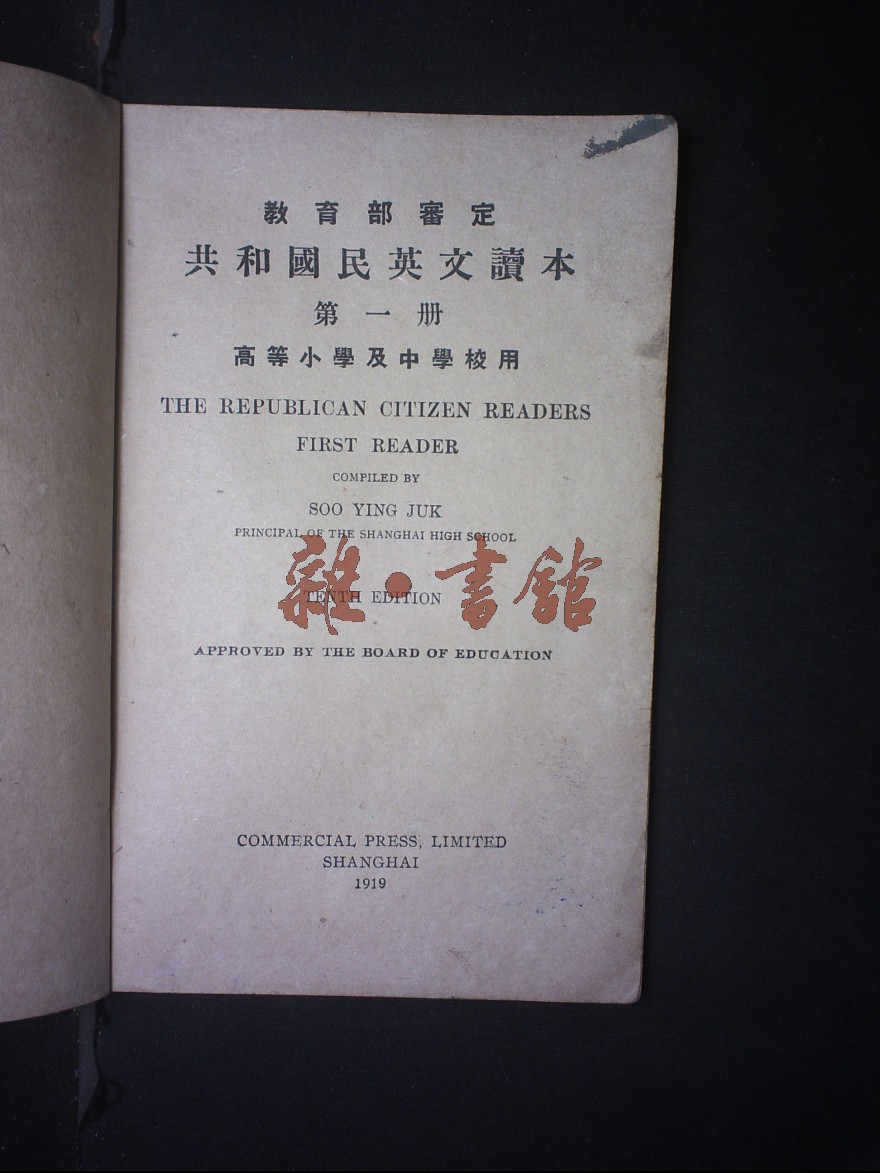 教育部審定
共和國民英文讀本
第一册
高等小學及中學校用
THE REPUBLICAN CITIZEN READERS
FIRST READER
COMPILED BY
SOO YING JUK
PRINCIPAL OF THE SHANGHAI HIGH SCHOOL
雜·書館
TENTH EDITION
APPROVED BY THE BOARD OF EDUCATION
COMMERCIAL PRESS, LIMITED
SHANGHAI
1919